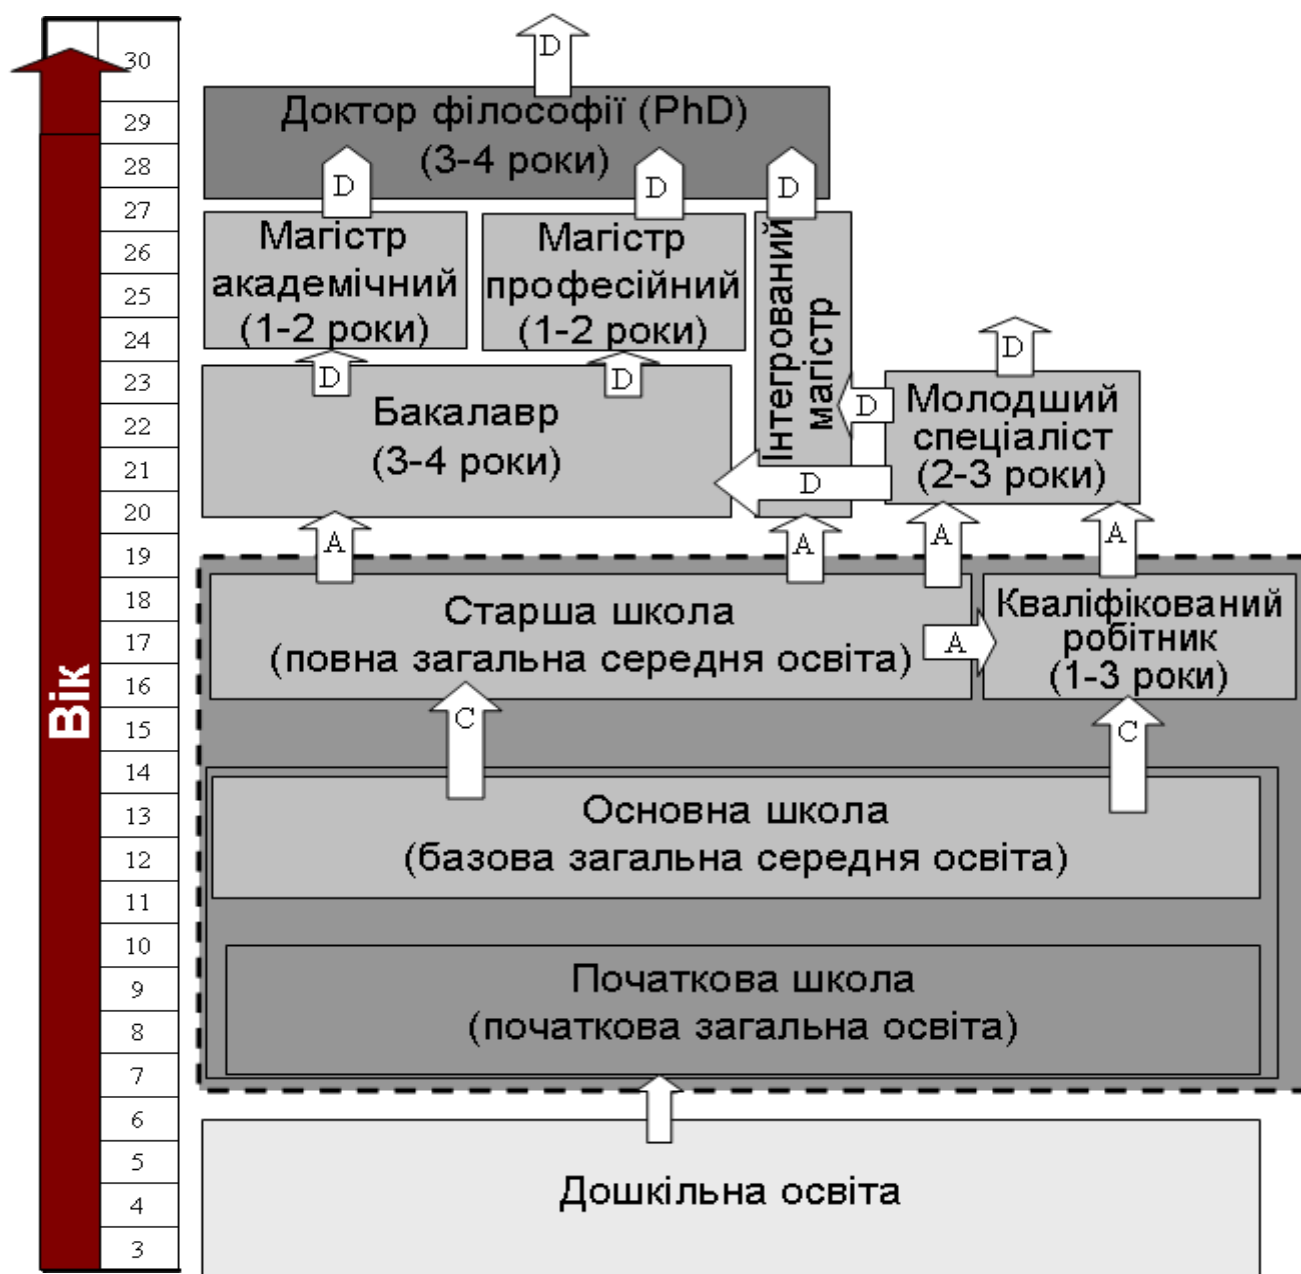 30
29
28
27
26
25
24
23
22
21
20
19
18
17
16
15
14
13
12
11
10
9
8
7
6
5
4
3
Вік
D
Доктор філософії (PhD)
(3-4 роки)
D
D
D
Магістр
академічний
(1-2 роки)
Магістр
професійний
(1-2 роки)
Інтегрований
магістр
D
D
D
Бакалавр
(3-4 роки)
D
D
Молодший
спеціаліст
(2-3 роки)
A
A
A
A
Старша школа
(повна загальна середня освіта)
A
Кваліфікований
робітник
(1-3 роки)
C
C
Основна школа
(базова загальна середня освіта)
Початкова школа
(початкова загальна освіта)
Дошкільна освіта